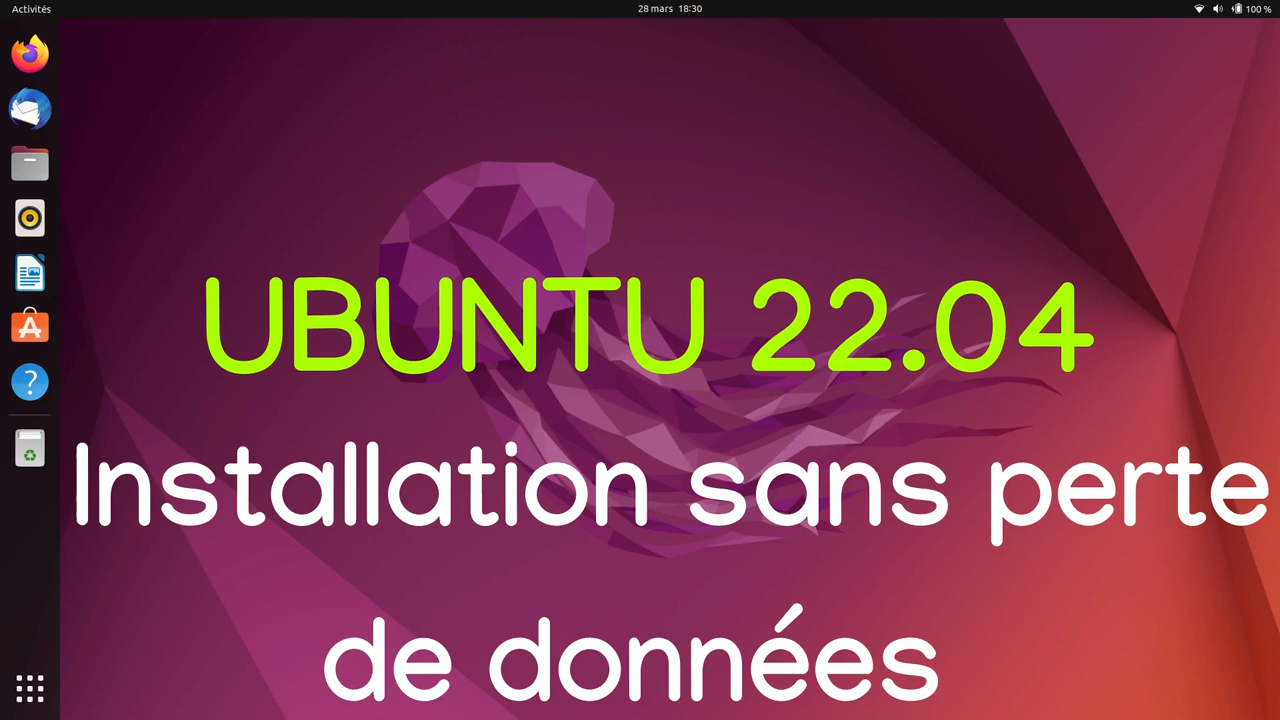 Activités
28 mars 18:30
100 %
UBUNTU 22.04
Installation sans perte
de données